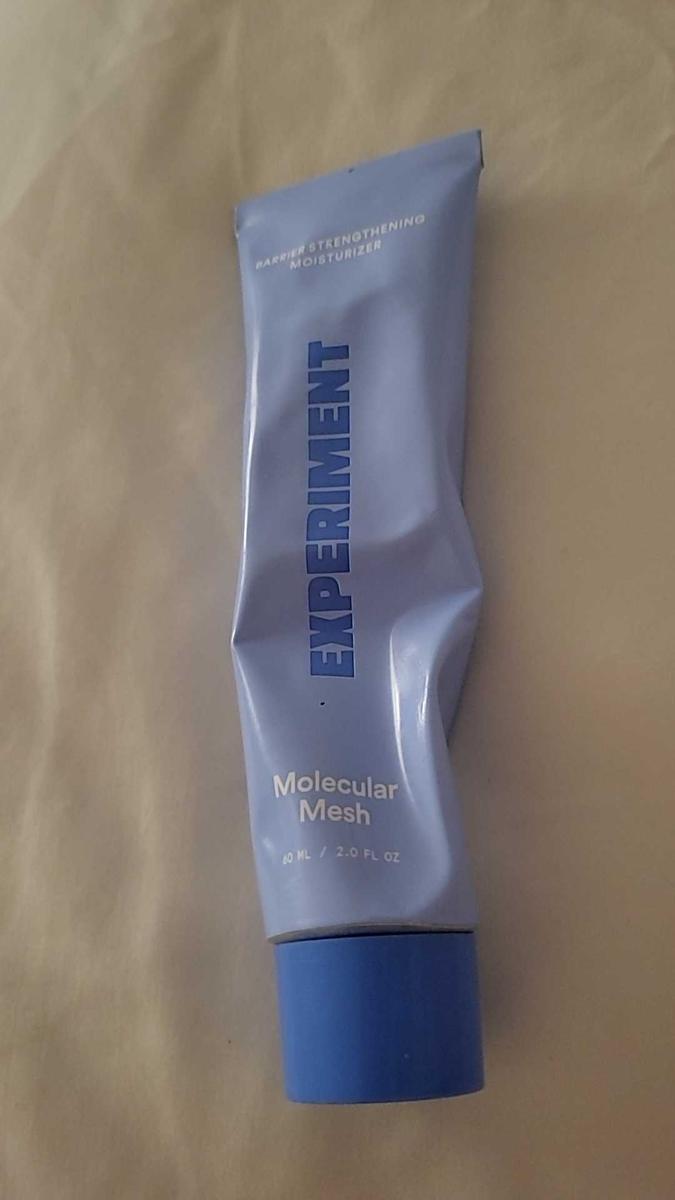 BARRIER STRENGTHENING
MOISTURIZER
EXPERIMENT
Molecular
Mesh
60 ML / 2.0 FL OZ